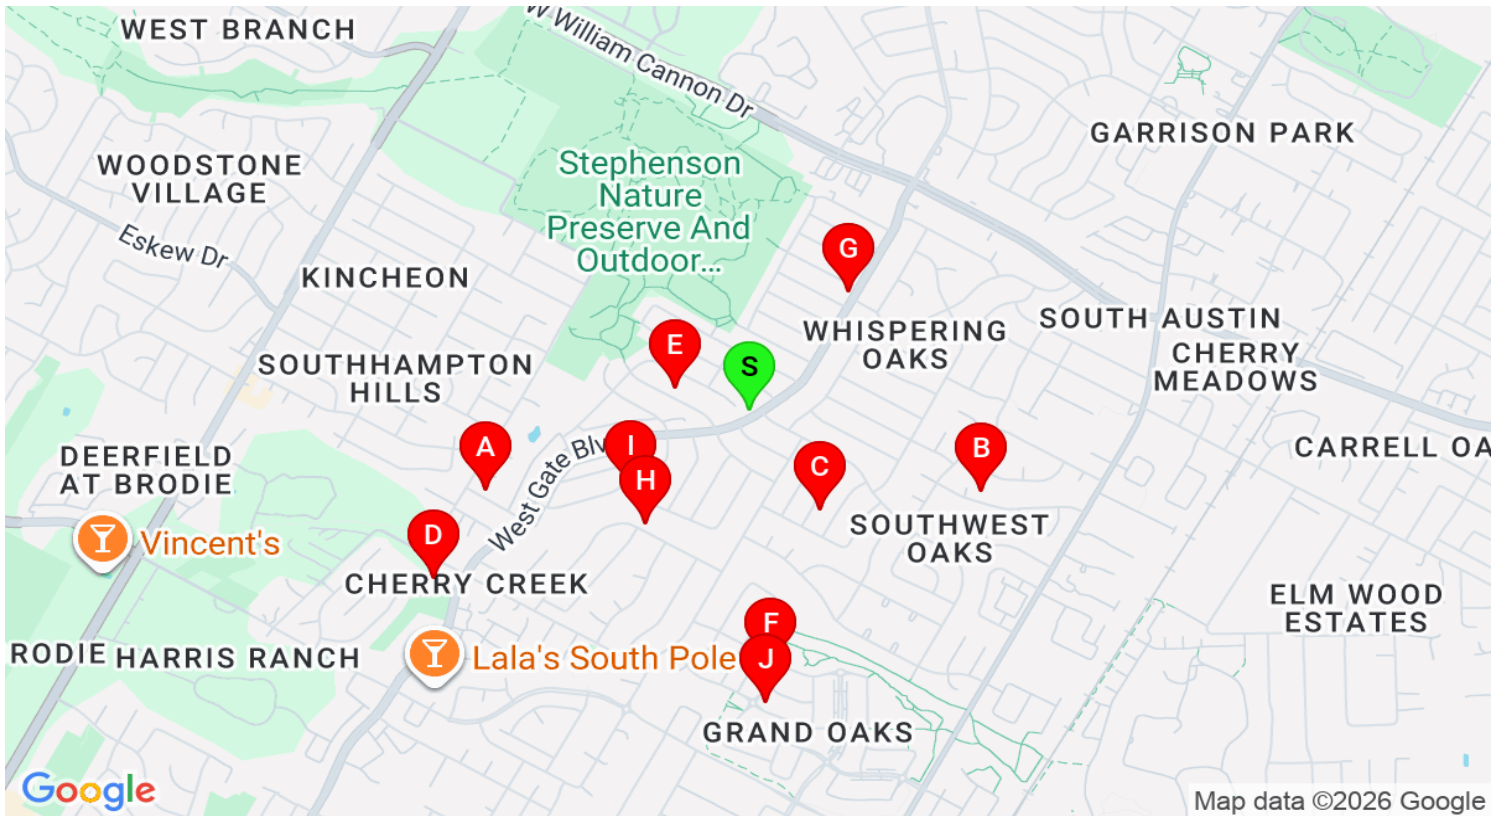 WEST BRANCH
W William Cannon Dr
GARRISON PARK
WOODSTONE
VILLAGE
Stephenson
Nature
Preserve And
Outdoor...
Eskew Dr
KINCHEON
G
WHISPERING
OAKS
SOUTH AUSTIN
CHERRY
MEADOWS
E
S
SOUTHHAMPTON
HILLS
A
West Gate Blv
I
H
C
B
CARRELL OA
DEERFIELD
AT BRODIE
SOUTHWEST
OAKS
Vincent's
D
CHERRY CREEK
ELM WOOD
ESTATES
F
RODIE
HARRIS RANCH
Lala's South Pole
J
GRAND OAKS
Google
Map data ©2026 Google